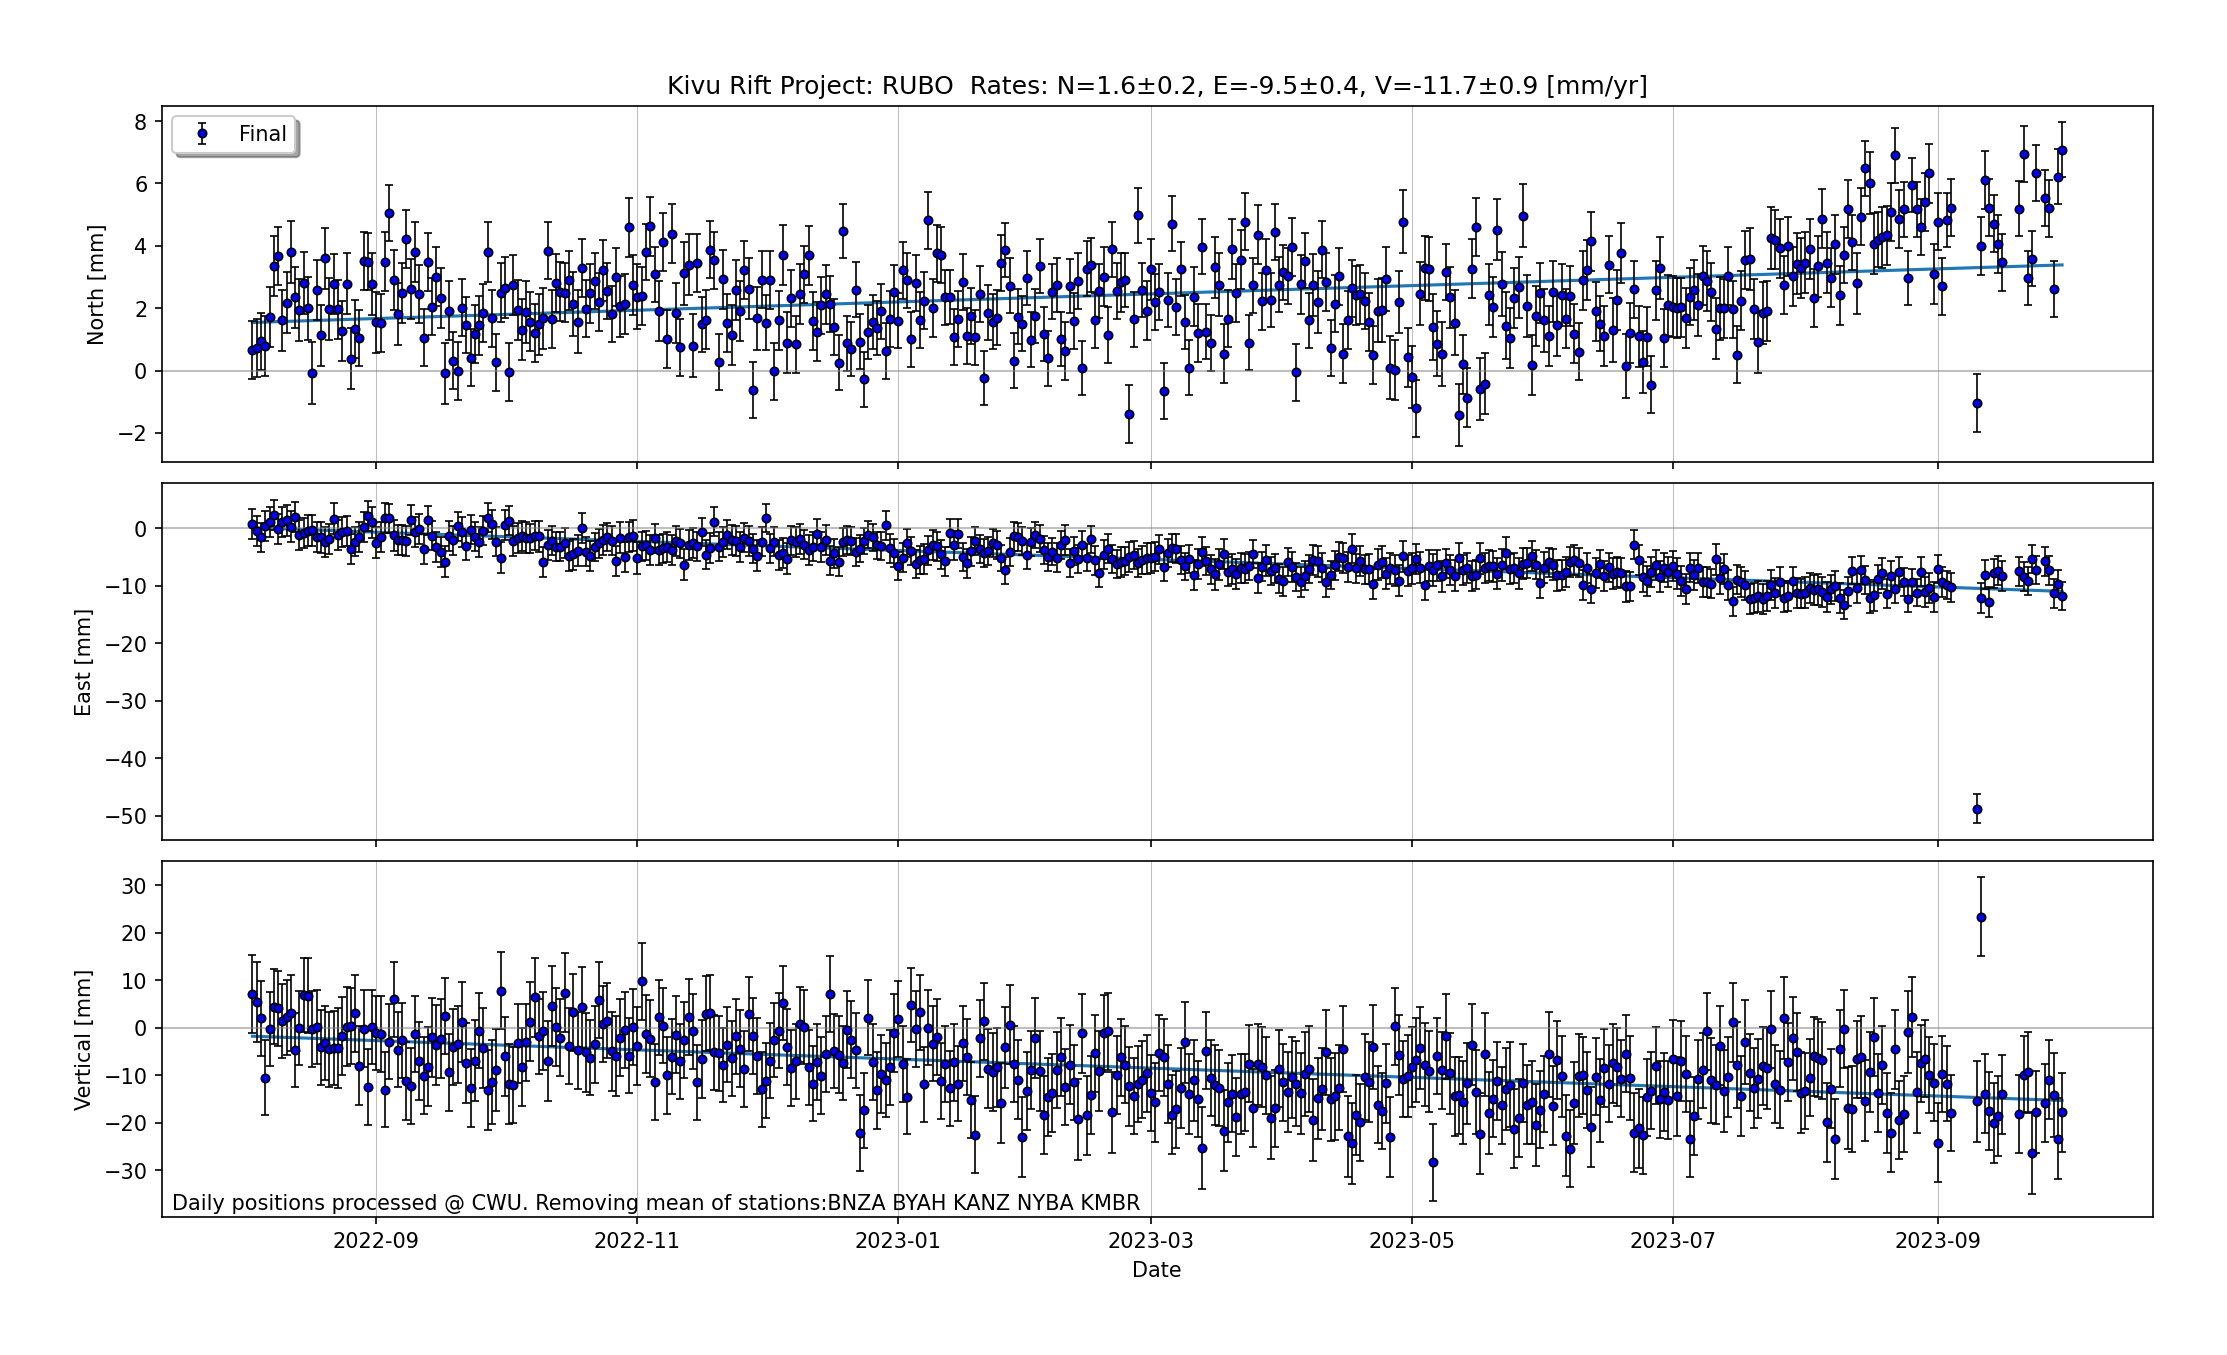 Kivu Rift Project: RUBO  Rates: N=1.6±0.2, E=-9.5±0.4, V=-11.7±0.9 [mm/yr]
Final
North [mm]
8
6
4
2
0
−2
East [mm]
0
−10
−20
−30
−40
−50
Vertical [mm]
30
20
10
0
−10
−20
−30
Daily positions processed @ CWU. Removing mean of stations:BNZA BYAH KANZ NYBA KMBR
2022-09 2022-11 2023-01 2023-03 2023-05 2023-07 2023-09
Date